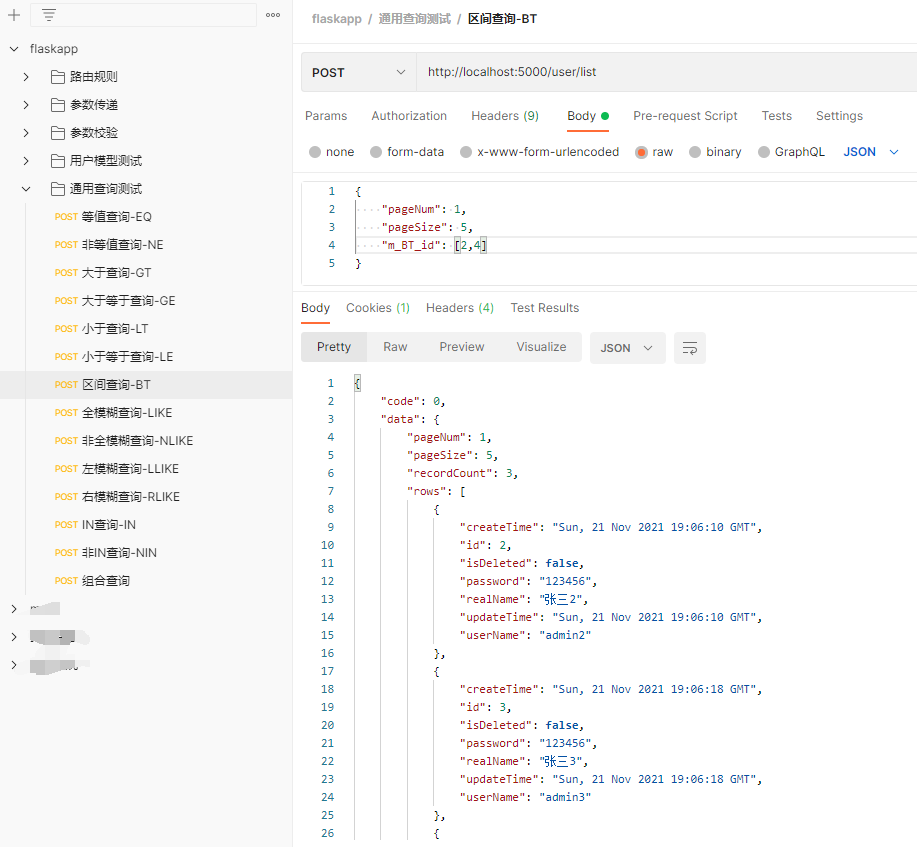 flaskapp
路由规则
参数传递
参数校验
用户模型测试
通用查询测试
POST 等值查询-EQ
POST 非等值查询-NE
POST 大于查询-GT
POST 大于等于查询-GE
POST 小于查询-LT
POST 小于等于查询-LE
POST 区间查询-BT
POST 全模糊查询-LIKE
POST 非全模糊查询-NLIKE
POST 左模糊查询-LLIKE
POST 右模糊查询-RLIKE
POST IN查询-IN
POST 非IN查询-NIN
POST 组合查询
flaskapp / 通用查询测试 / 区间查询-BT
POST http://localhost:5000/user/list
Params Authorization Headers (9) Body Pre-request Script Tests Settings
none form-data x-www-form-urlencoded raw binary GraphQL JSON
1 {
2 "pageNum": 1,
3 "pageSize": 5,
4 "m_BT_id": [2,4]
5 }
Body Cookies (1) Headers (4) Test Results
Pretty Raw Preview Visualize JSON
1 {
2 "code": 0,
3 "data": {
4 "pageNum": 1,
5 "pageSize": 5,
6 "recordCount": 3,
7 "rows": [
8 {
9 "createTime": "Sun, 21 Nov 2021 19:06:10 GMT",
10 "id": 2,
11 "isDeleted": false,
12 "password": "123456",
13 "realName": "张三2",
14 "updateTime": "Sun, 21 Nov 2021 19:06:10 GMT",
15 "userName": "admin2"
16 },
17 {
18 "createTime": "Sun, 21 Nov 2021 19:06:18 GMT",
19 "id": 3,
20 "isDeleted": false,
21 "password": "123456",
22 "realName": "张三3",
23 "updateTime": "Sun, 21 Nov 2021 19:06:18 GMT",
24 "userName": "admin3"
25 },
26 {